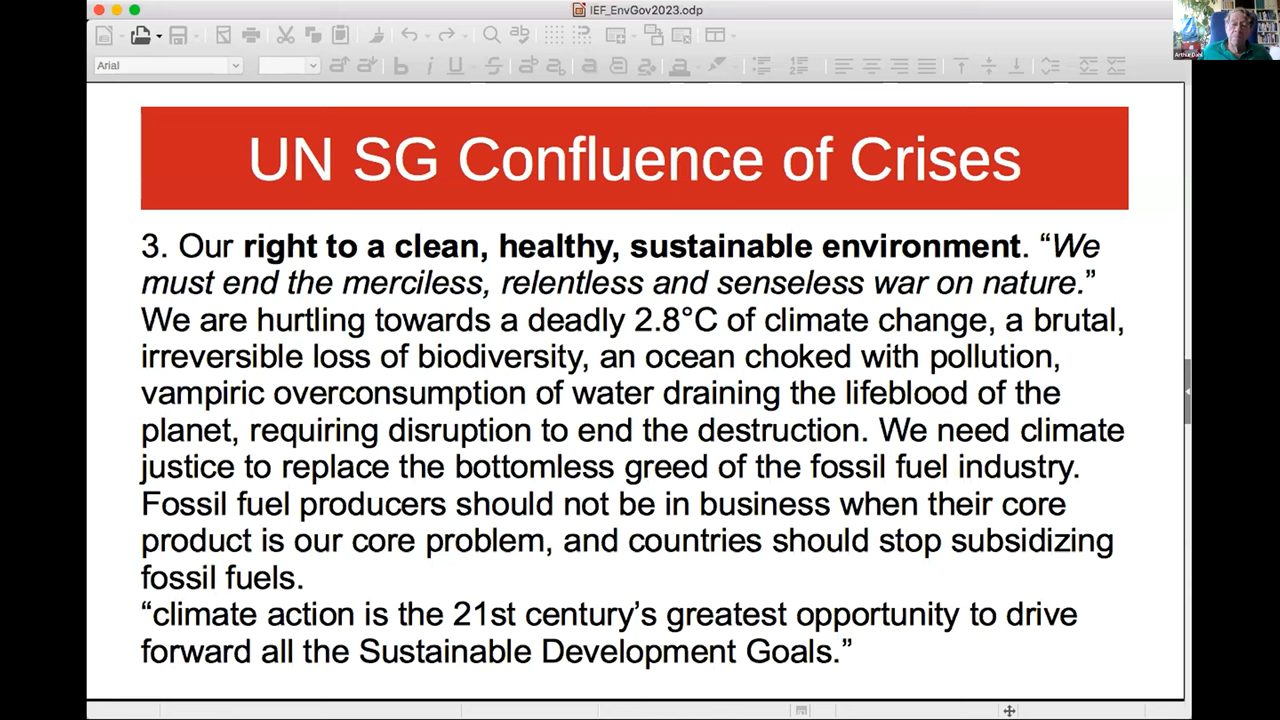 IEF_EnvGov2023.odp
Arial
UN SG Confluence of Crises
3. Our right to a clean, healthy, sustainable environment. “We
must end the merciless, relentless and senseless war on nature.”
We are hurtling towards a deadly 2.8°C of climate change, a brutal,
irreversible loss of biodiversity, an ocean choked with pollution,
vampiric overconsumption of water draining the lifeblood of the
planet, requiring disruption to end the destruction. We need climate
justice to replace the bottomless greed of the fossil fuel industry.
Fossil fuel producers should not be in business when their core
product is our core problem, and countries should stop subsidizing
fossil fuels.
“climate action is the 21st century’s greatest opportunity to drive
forward all the Sustainable Development Goals.”